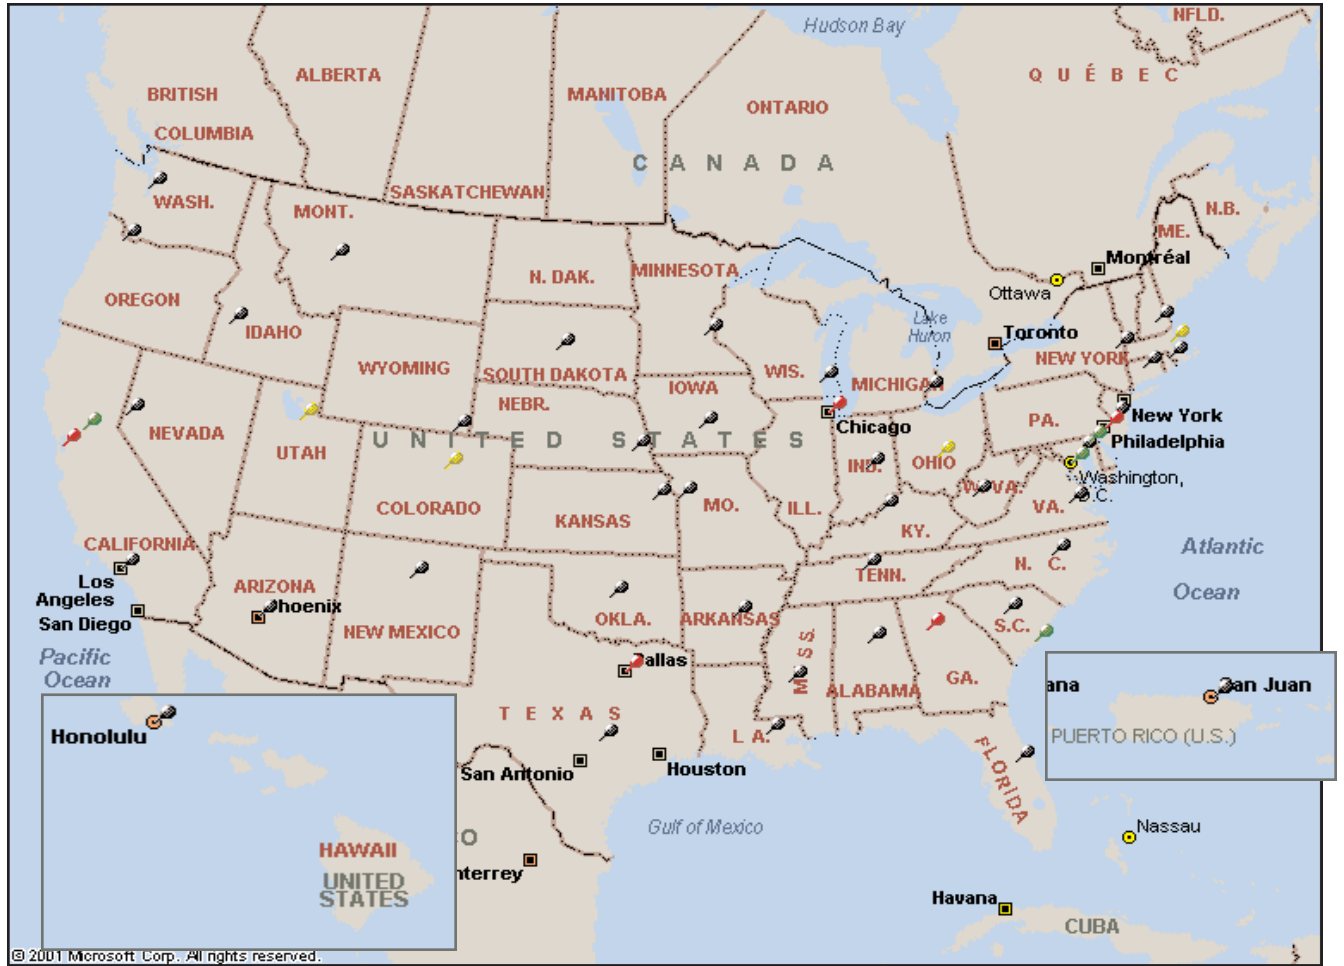 Hudson Bay
NFLD.
ALBERTA
QUÉBEC
BRITISH
COLUMBIA
MANITOBA
ONTARIO
CANADA
SASKATCHEWAN
WASH.
MONT.
N.B.
ME.
N. DAK.
MINNESOTA
Montréal
OREGON
Ottawa
IDAHO
Lake
Huron
Toronto
WYOMING
SOUTH DAKOTA
WIS.
MICHIGAN
NEW YORK
IOWA
NEBR.
NEVADA
UNITED STATES
Chicago
PA.
New York
Philadelphia
UTAH
IND.
OHIO
Washington,
D.C.
W. VA.
VA.
COLORADO
KANSAS
MO.
ILL.
KY.
CALIFORNIA
Atlantic
Ocean
Los
Angeles
San Diego
ARIZONA
Phoenix
NEW MEXICO
OKLA.
ARKANSAS
TENN.
N. C.
S.C.
Pacific
Ocean
Dallas
MISS.
ALABAMA
GA.
TEXAS
LA.
FLORIDA
ana
San Juan
PUERTO RICO (U.S.)
Honolulu
San Antonio
Houston
Gulf of Mexico
Nassau
CO
HAWAII
UNITED
STATES
nterrey
Havana
CUBA
© 2001 Microsoft Corp. All rights reserved.